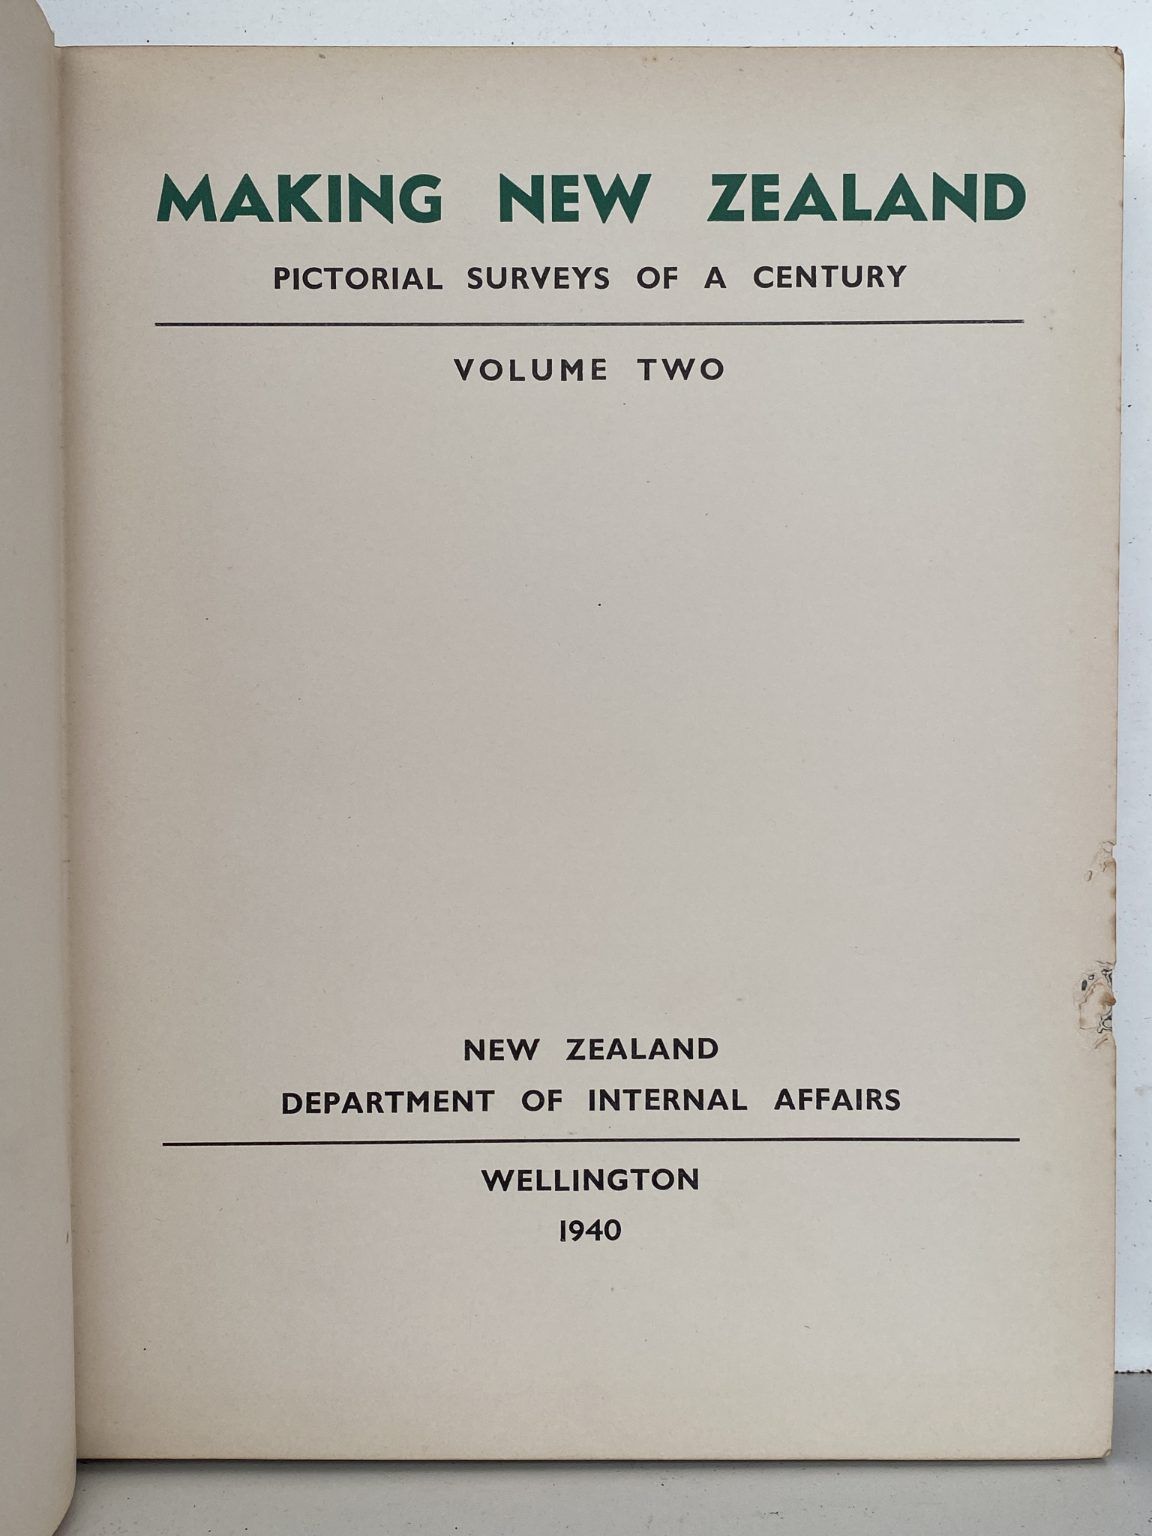 MAKING NEW ZEALAND
PICTORIAL SURVEYS OF A CENTURY
VOLUME TWO
NEW ZEALAND
DEPARTMENT OF INTERNAL AFFAIRS
WELLINGTON
1940